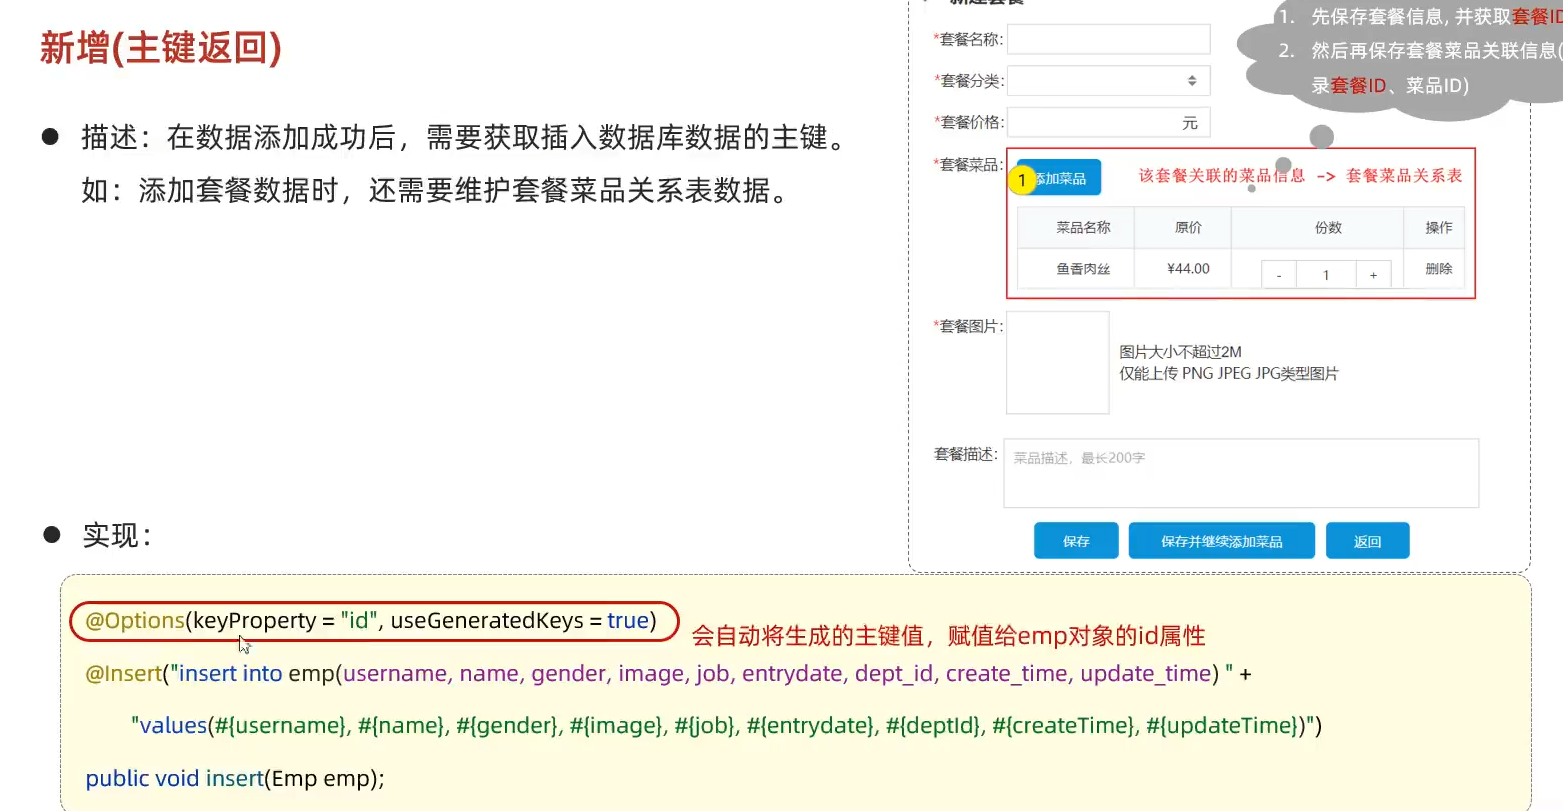 新增(主键返回)
● 描述：在数据添加成功后，需要获取插入数据库数据的主键。
如：添加套餐数据时，还需要维护套餐菜品关系表数据。
1. 先保存套餐信息, 并获取套餐ID
2. 然后再保存套餐菜品关联信息(
录套餐ID、菜品ID)
*套餐名称:
*套餐分类:
*套餐价格: 元
*套餐菜品:
1 添加菜品 该套餐关联的菜品信息 -> 套餐菜品关系表
菜品名称 原价 份数 操作
鱼香肉丝 ¥44.00 - 1 + 删除
*套餐图片:
图片大小不超过2M
仅能上传 PNG JPEG JPG类型图片
套餐描述: 菜品描述，最长200字
保存 保存并继续添加菜品 返回
● 实现：
@Options(keyProperty = "id", useGeneratedKeys = true) 会自动将生成的主键值，赋值给emp对象的id属性
@Insert("insert into emp(username, name, gender, image, job, entrydate, dept_id, create_time, update_time) " +
"values(#{username}, #{name}, #{gender}, #{image}, #{job}, #{entrydate}, #{deptId}, #{createTime}, #{updateTime})")
public void insert(Emp emp);